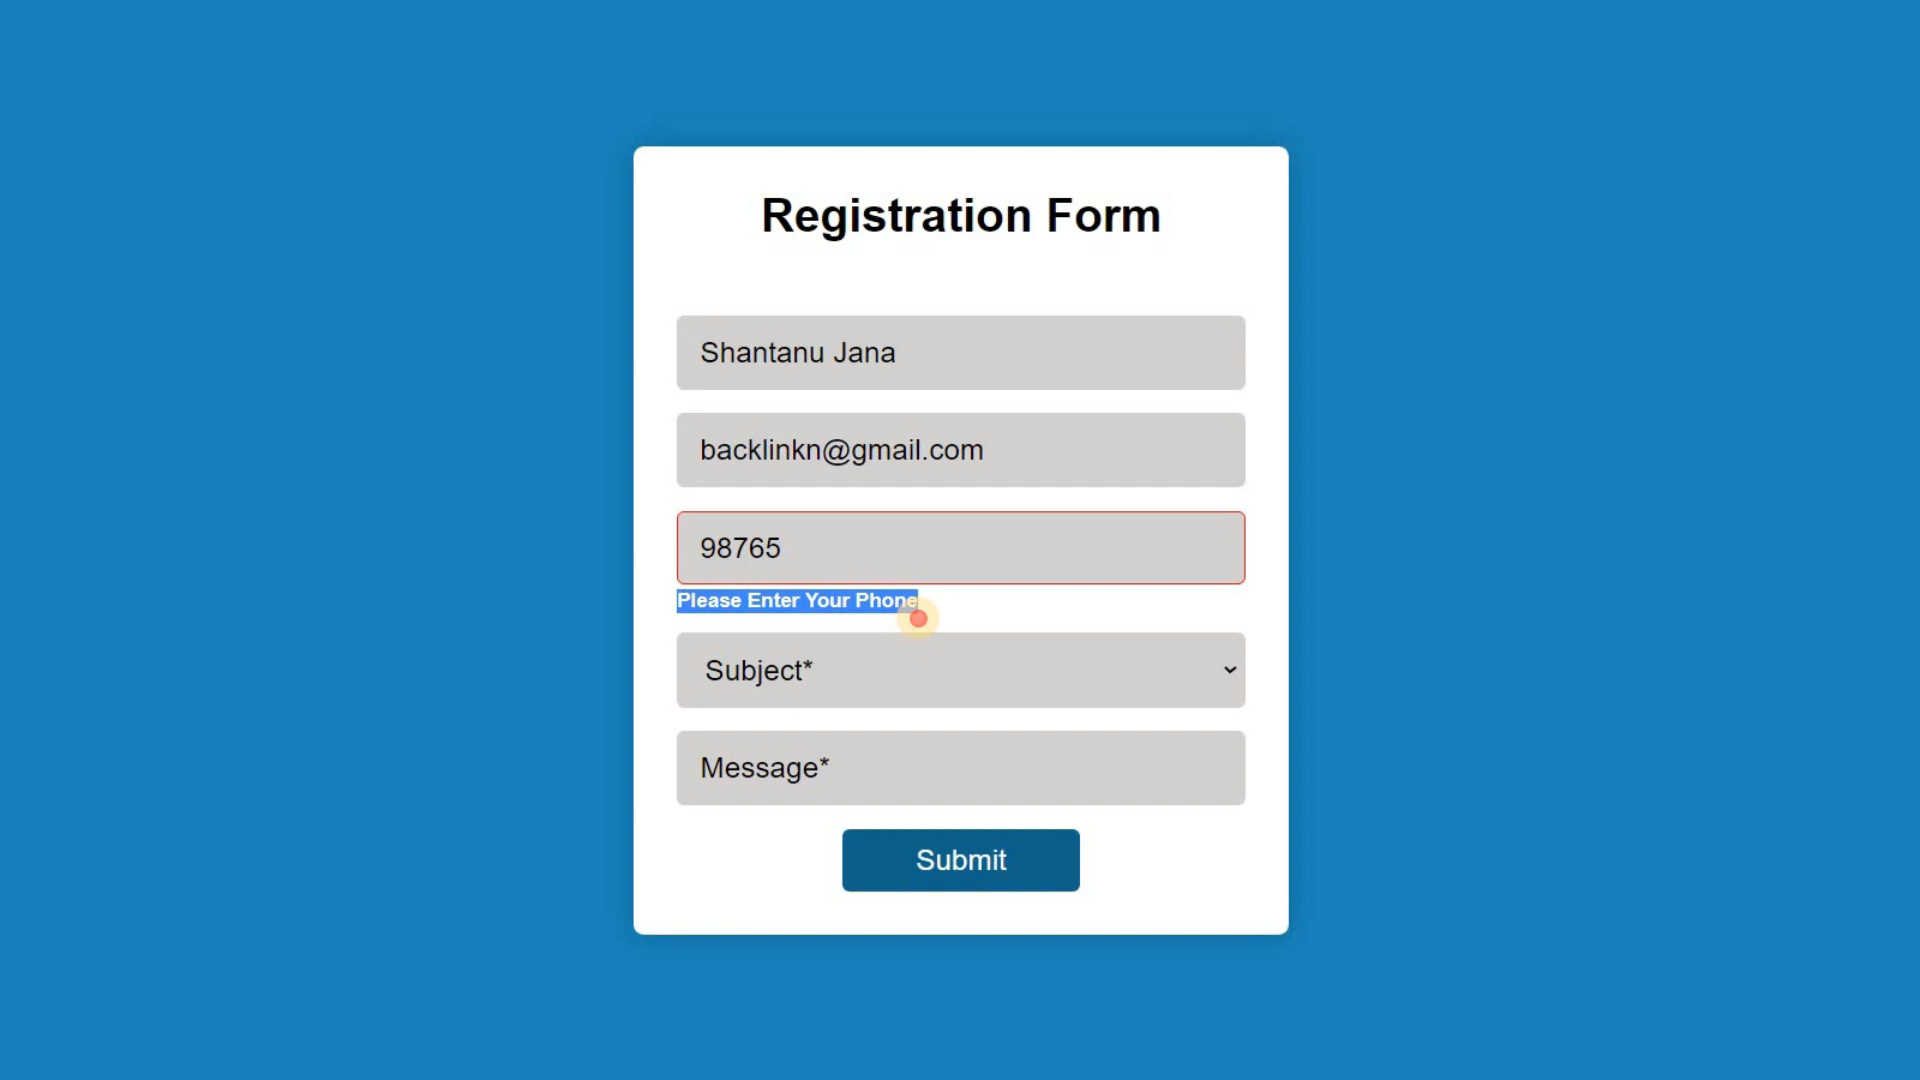 Registration Form
Shantanu Jana
backlinkn@gmail.com
98765
Please Enter Your Phone
Subject*
Message*
Submit